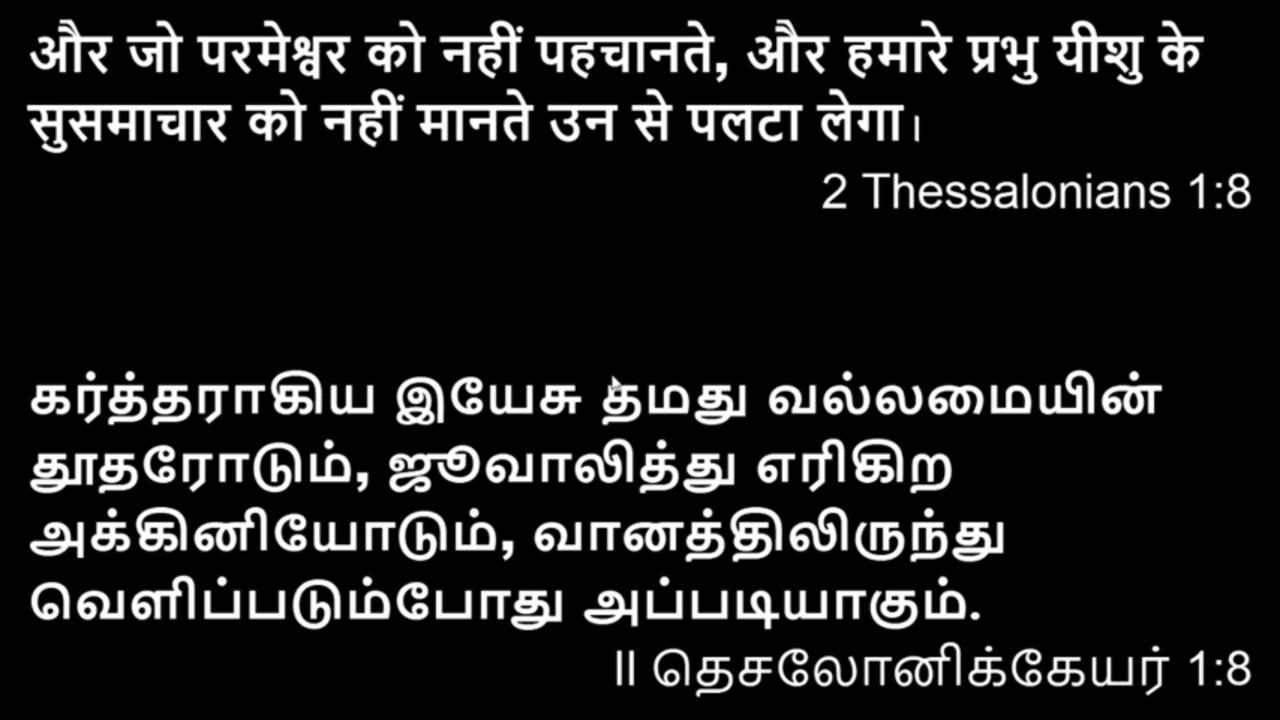 और जो परमेश्वर को नहीं पहचानते, और हमारे प्रभु यीशु के
सुसमाचार को नहीं मानते उन से पलटा लेगा।
2 Thessalonians 1:8
கர்த்தராகிய இயேசு தமது வல்லமையின்
தூதரோடும், ஜூவாலித்து எரிகிற
அக்கினியோடும், வானத்திலிருந்து
வெளிப்படும்போது அப்படியாகும்.
II தெசலோனிக்கேயர் 1:8